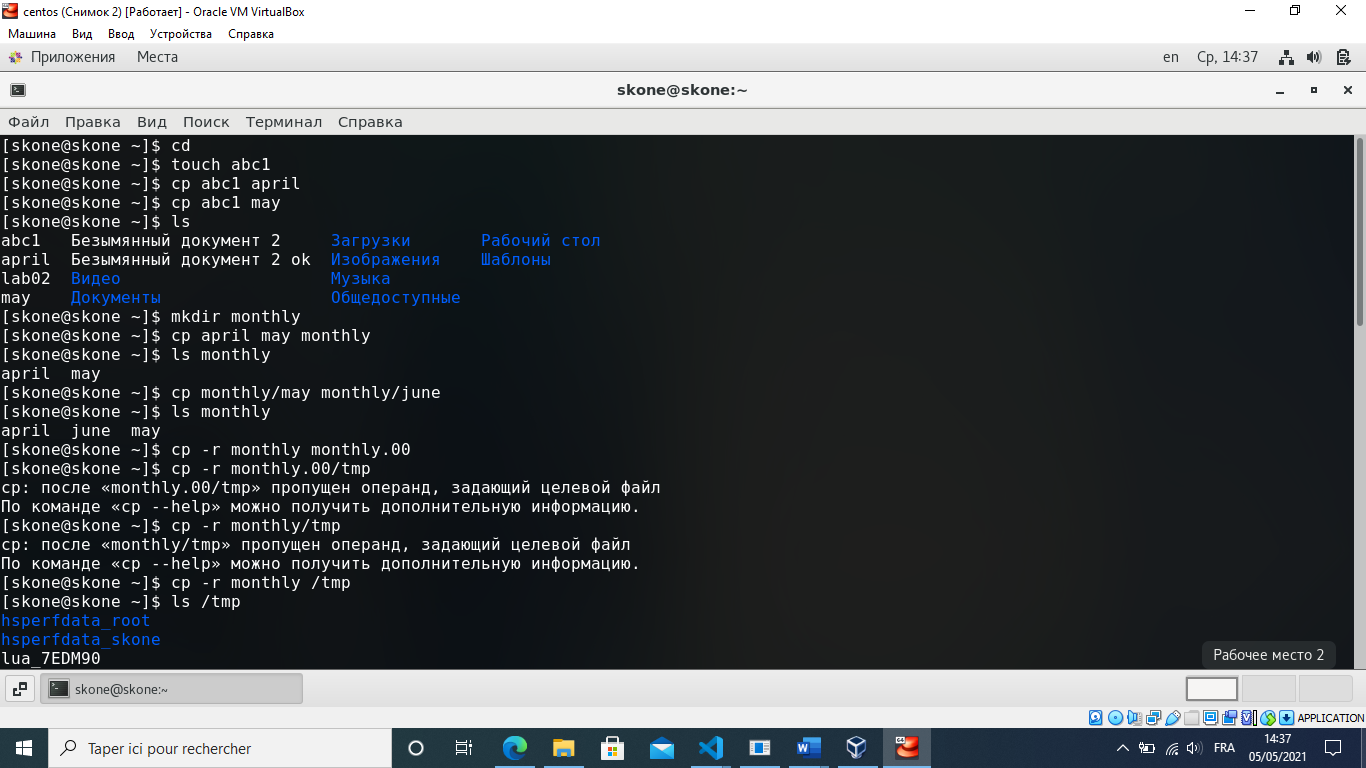 centos (Снимок 2) [Работает] - Oracle VM VirtualBox
Машина Вид Ввод Устройства Справка
Приложения Места en Ср, 14:37
skone@skone:~
Файл Правка Вид Поиск Терминал Справка
[skone@skone ~]$ cd
[skone@skone ~]$ touch abc1
[skone@skone ~]$ cp abc1 april
[skone@skone ~]$ cp abc1 may
[skone@skone ~]$ ls
abc1 Безымянный документ 2 Загрузки Рабочий стол
april Безымянный документ 2 ok Изображения Шаблоны
lab02 Видео Музыка
may Документы Общедоступные
[skone@skone ~]$ mkdir monthly
[skone@skone ~]$ cp april may monthly
[skone@skone ~]$ ls monthly
april may
[skone@skone ~]$ cp monthly/may monthly/june
[skone@skone ~]$ ls monthly
april june may
[skone@skone ~]$ cp -r monthly monthly.00
[skone@skone ~]$ cp -r monthly.00/tmp
cp: после «monthly.00/tmp» пропущен операнд, задающий целевой файл
По команде «cp --help» можно получить дополнительную информацию.
[skone@skone ~]$ cp -r monthly/tmp
cp: после «monthly/tmp» пропущен операнд, задающий целевой файл
По команде «cp --help» можно получить дополнительную информацию.
[skone@skone ~]$ cp -r monthly /tmp
[skone@skone ~]$ ls /tmp
hsperfdata_root
hsperfdata_skone
lua_7EDM90
Рабочее место 2
skone@skone:~
APPLICATION
Taper ici pour rechercher
FRA
14:37
05/05/2021